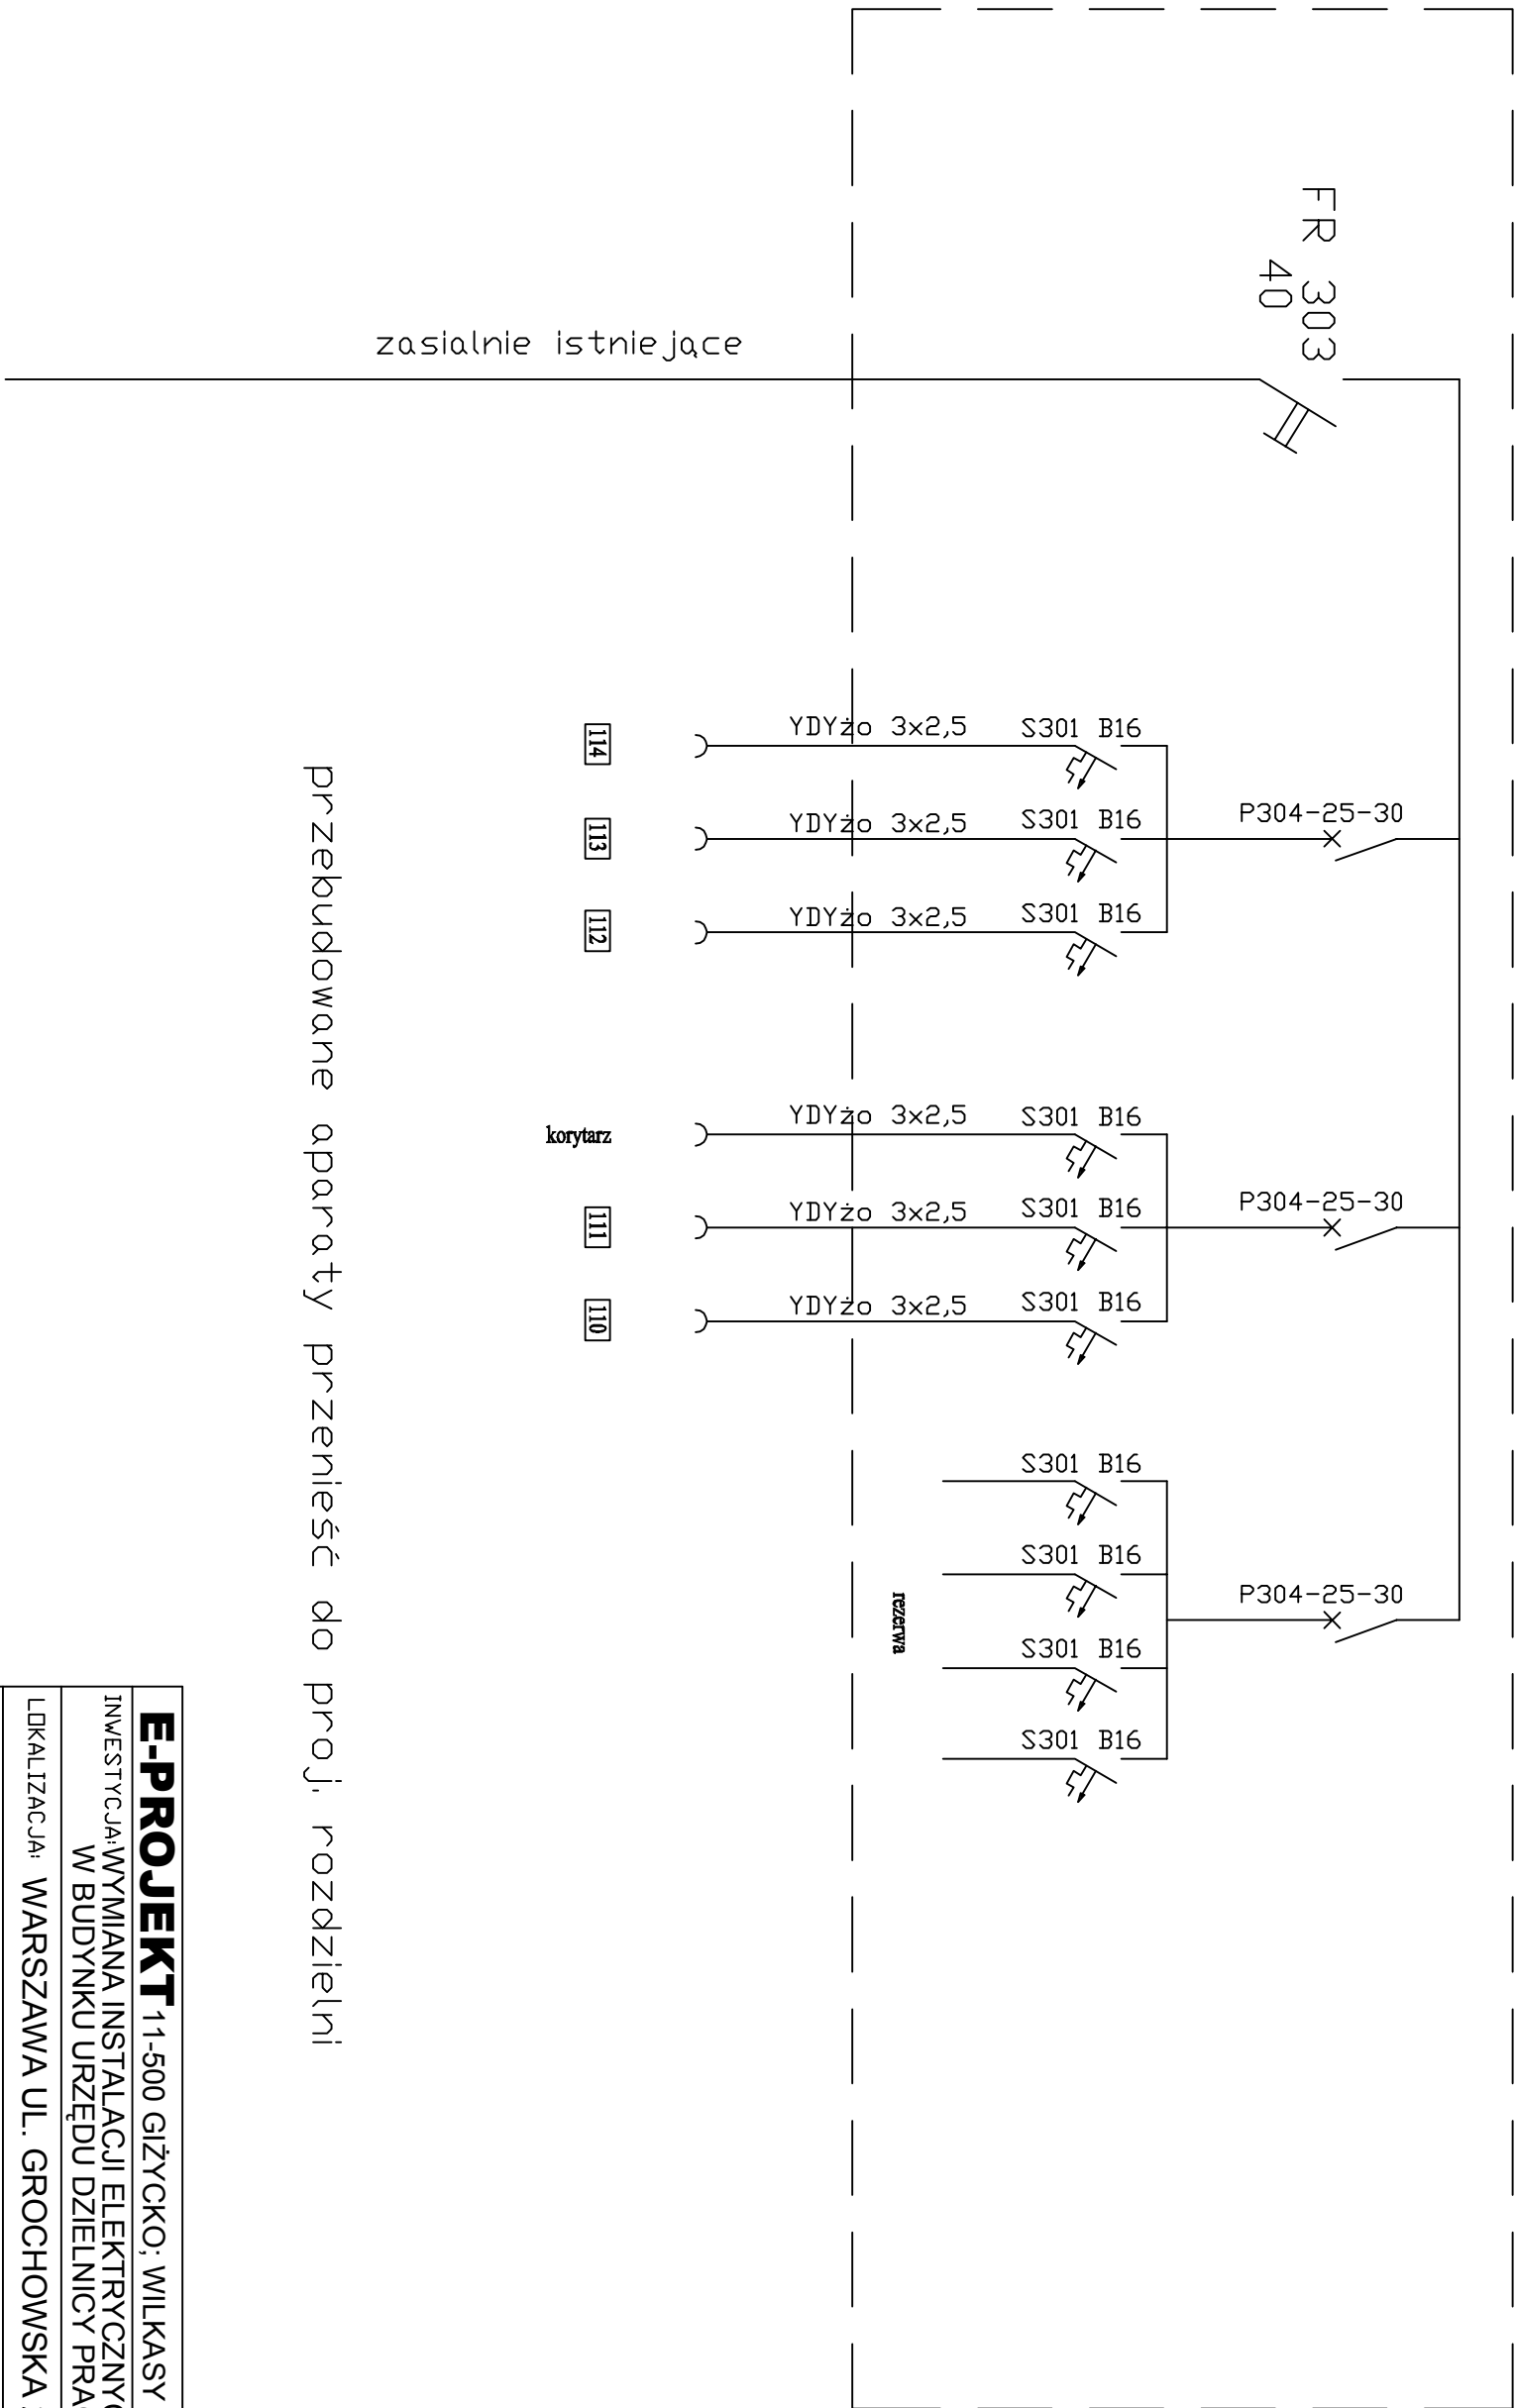 FR 303
40
zasialnie istniejące
P304-25-30
P304-25-30
P304-25-30
S301 B16
S301 B16
S301 B16
S301 B16
S301 B16
S301 B16
S301 B16
S301 B16
S301 B16
S301 B16
YDYżo 3x2,5
YDYżo 3x2,5
YDYżo 3x2,5
YDYżo 3x2,5
YDYżo 3x2,5
YDYżo 3x2,5
rezerwa
114
113
112
korytarz
111
110
przebudowane aparaty przenieść do proj. rozdzielni
E-PROJEKT 11-500 GIŻYCKO; WILKASY
INWESTYCJA: WYMIANA INSTALACJI ELEKTRYCZNYC
W BUDYNKU URZĘDU DZIELNICY PRA
LOKALIZACJA: WARSZAWA UL. GROCHOWSKA